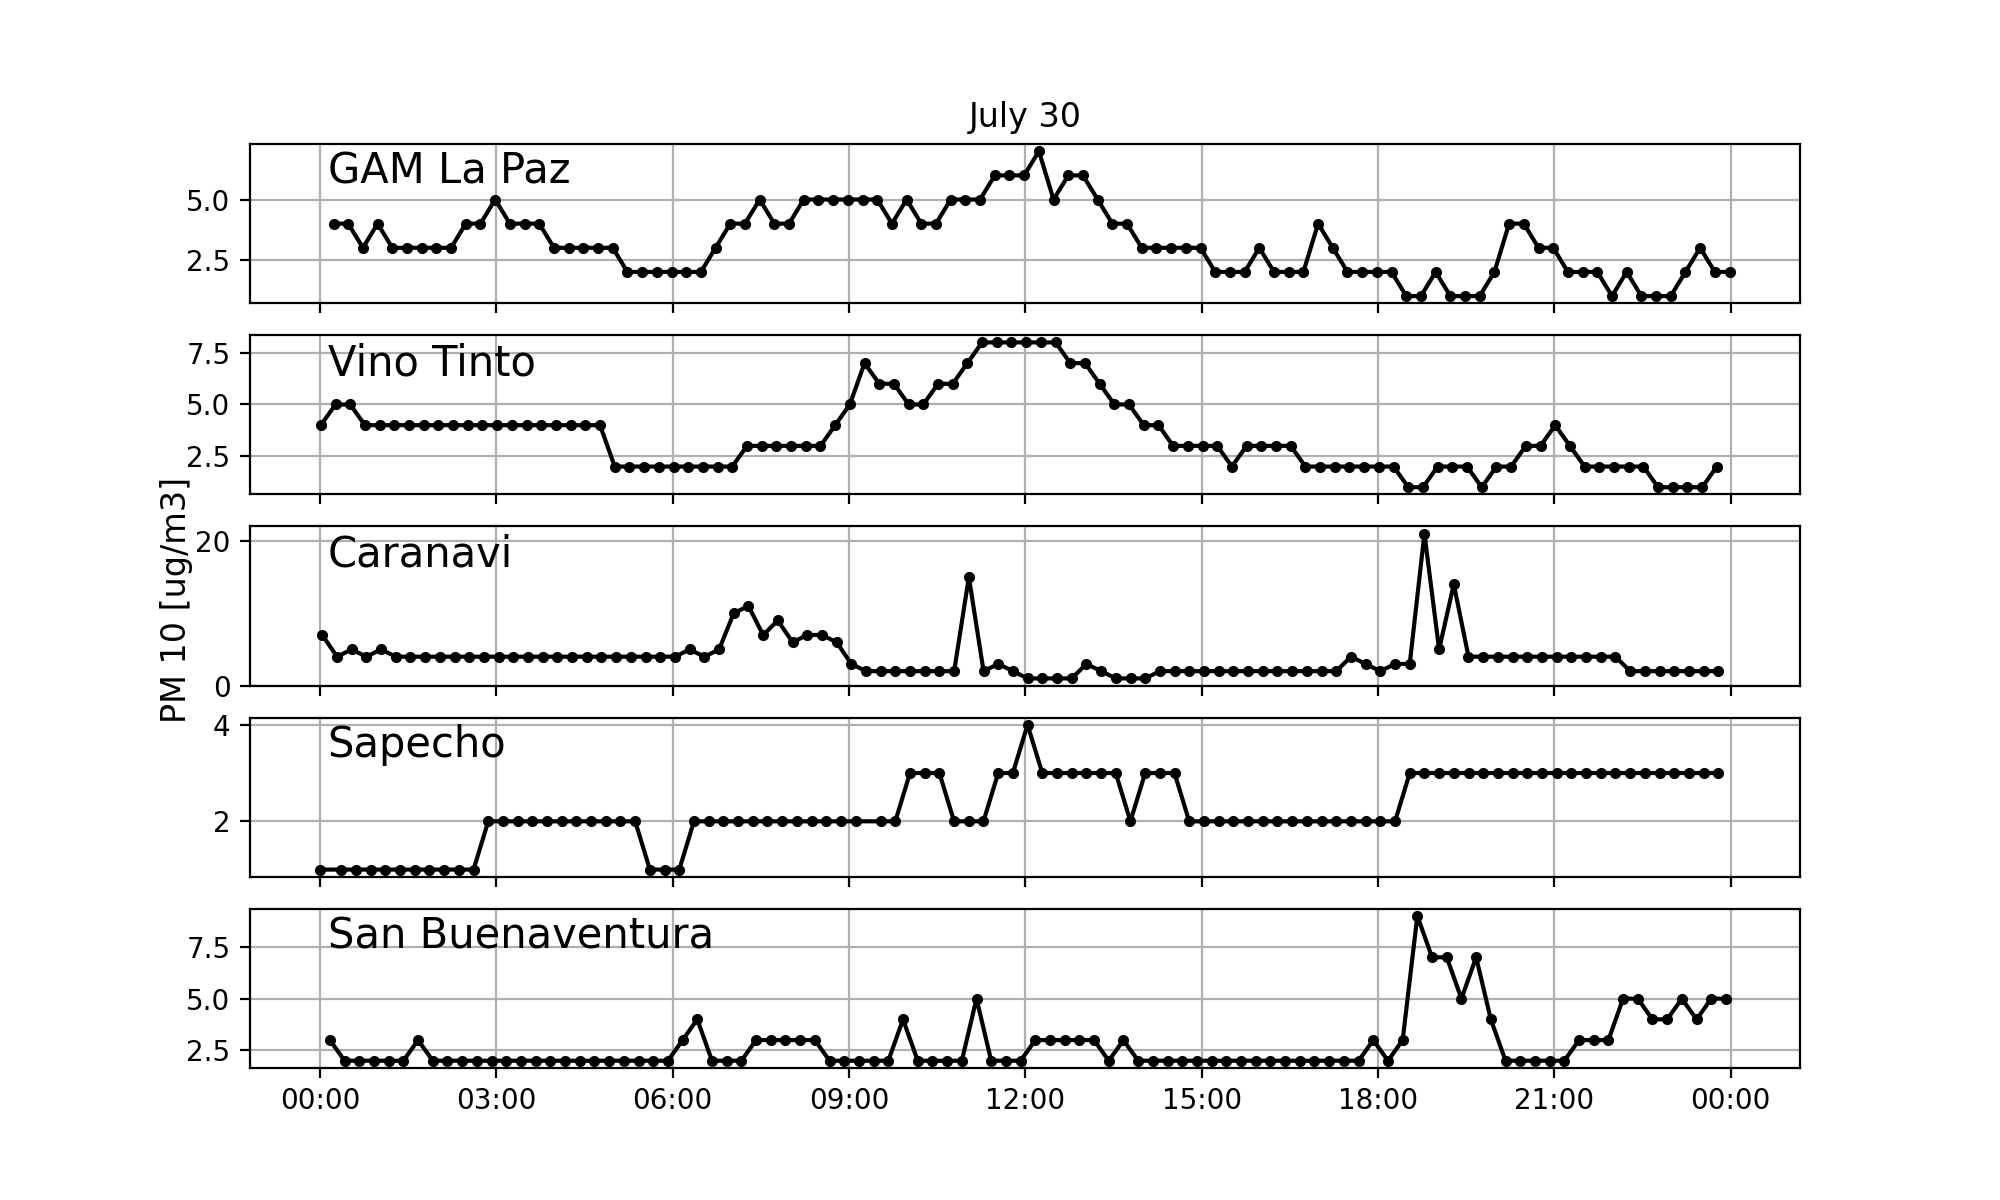 July 30
GAM La Paz
5.0
2.5
Vino Tinto
7.5
5.0
2.5
PM 10 [ug/m3]
Caranavi
20
0
Sapecho
4
2
San Buenaventura
7.5
5.0
2.5
00:00 03:00 06:00 09:00 12:00 15:00 18:00 21:00 00:00